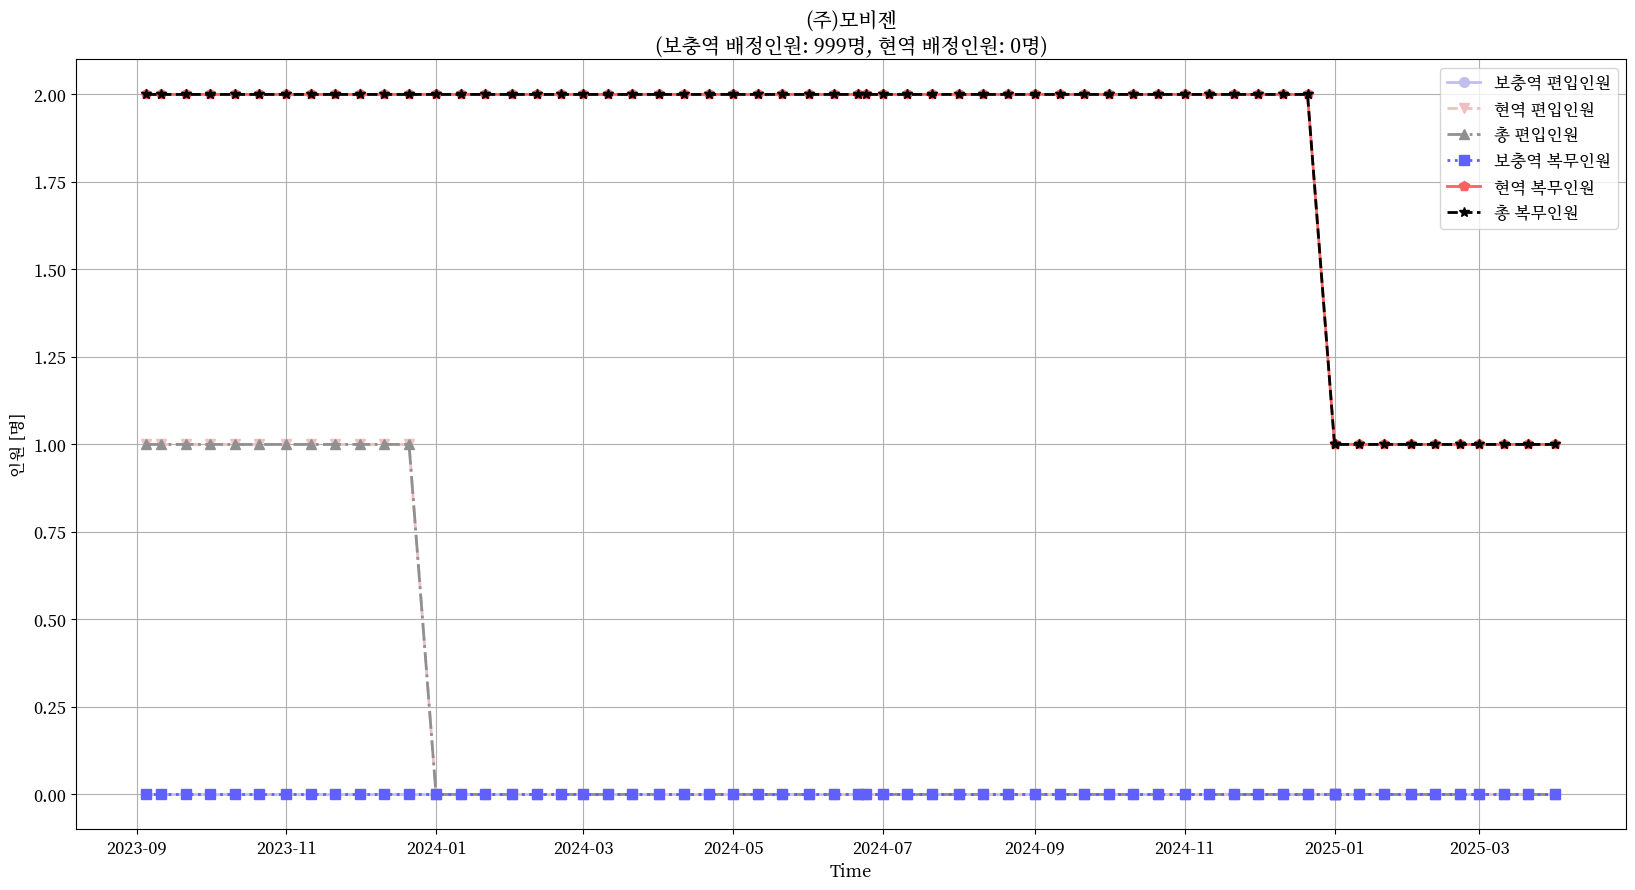 (주)모비젠
(보충역 배정인원: 999명, 현역 배정인원: 0명)
보충역 편입인원
현역 편입인원
총 편입인원
보충역 복무인원
현역 복무인원
총 복무인원
인원 [명]
2.00
1.75
1.50
1.25
1.00
0.75
0.50
0.25
0.00
2023-09 2023-11 2024-01 2024-03 2024-05 2024-07 2024-09 2024-11 2025-01 2025-03
Time